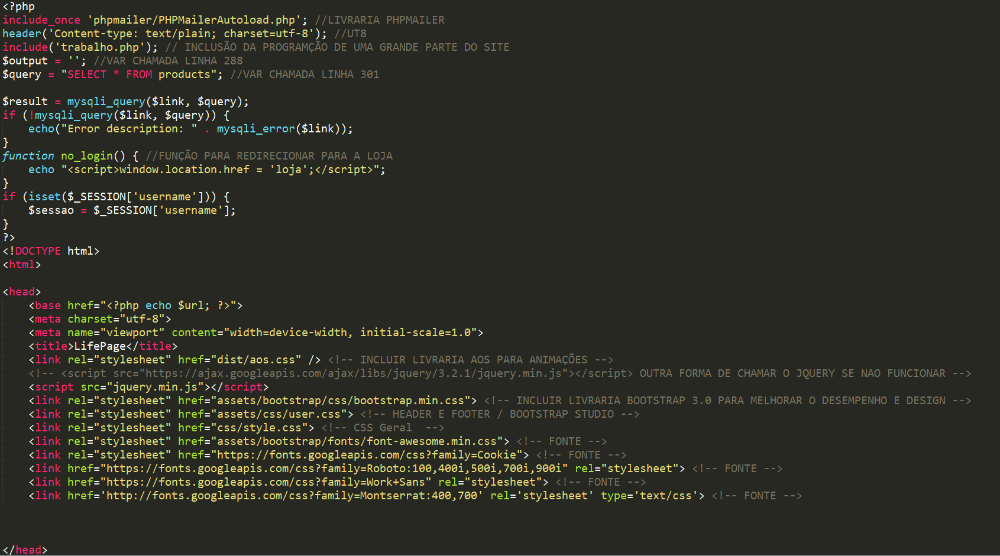 <?php
include_once 'phpmailer/PHPMailerAutoload.php'; //LIVRARIA PHPMAILER
header('Content-type: text/plain; charset=utf-8'); //UT8
include('trabalho.php'); // INCLUSÃO DA PROGRAMÇÃO DE UMA GRANDE PARTE DO SITE
$output = ''; //VAR CHAMADA LINHA 288
$query = "SELECT * FROM products"; //VAR CHAMADA LINHA 301
$result = mysqli_query($link, $query);
if (!mysqli_query($link, $query)) {
    echo("Error description: " . mysqli_error($link));
}
function no_login() { //FUNÇÃO PARA REDIRECIONAR PARA A LOJA
    echo "<script>window.location.href = 'loja';</script>";
}
if (isset($_SESSION['username'])) {
    $sessao = $_SESSION['username'];
}
?>
<!DOCTYPE html>
<html>
<head>
    <base href="<?php echo $url; ?>">
    <meta charset="utf-8">
    <meta name="viewport" content="width=device-width, initial-scale=1.0">
    <title>LifePage</title>
    <link rel="stylesheet" href="dist/aos.css" /> <!-- INCLUIR LIVRARIA AOS PARA ANIMAÇÕES -->
    <!-- <script src="https://ajax.googleapis.com/ajax/libs/jquery/3.2.1/jquery.min.js"></script> OUTRA FORMA DE CHAMAR O JQUERY SE NAO FUNCIONAR -->
    <script src="jquery.min.js"></script>
    <link rel="stylesheet" href="assets/bootstrap/css/bootstrap.min.css"> <!-- INCLUIR LIVRARIA BOOTSTRAP 3.0 PARA MELHORAR O DESEMPENHO E DESIGN -->
    <link rel="stylesheet" href="assets/css/user.css"> <!-- HEADER E FOOTER / BOOTSTRAP STUDIO -->
    <link rel="stylesheet" href="css/style.css"> <!-- CSS Geral  -->
    <link rel="stylesheet" href="assets/bootstrap/fonts/font-awesome.min.css"> <!-- FONTE -->
    <link rel="stylesheet" href="https://fonts.googleapis.com/css?family=Cookie"> <!-- FONTE -->
    <link href="https://fonts.googleapis.com/css?family=Roboto:100,400i,500i,700i,900i" rel="stylesheet"> <!-- FONTE -->
    <link href="https://fonts.googleapis.com/css?family=Work+Sans" rel="stylesheet"> <!-- FONTE -->
    <link href='http://fonts.googleapis.com/css?family=Montserrat:400,700' rel='stylesheet' type='text/css'> <!-- FONTE -->
</head>